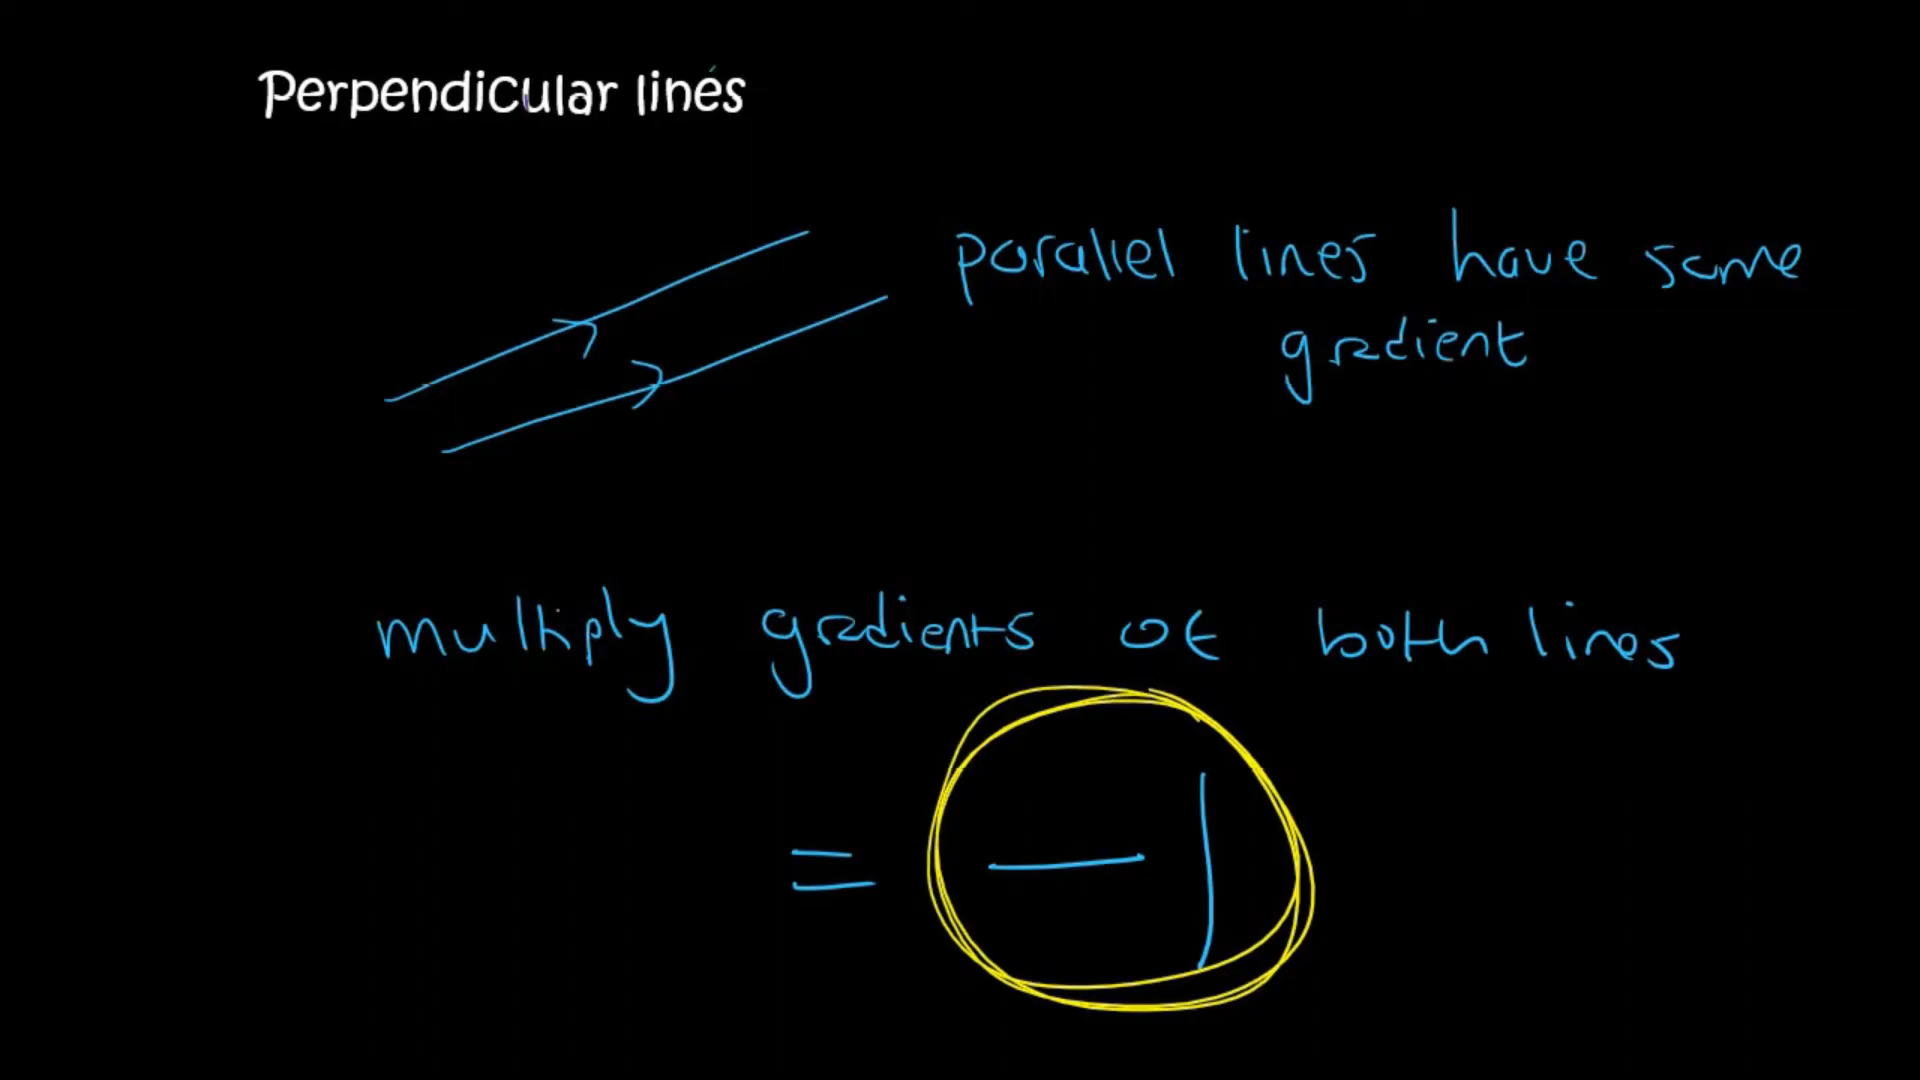 Perpendicular lines
parallel lines have same
gradient
multiply gradients of both lines
= -1